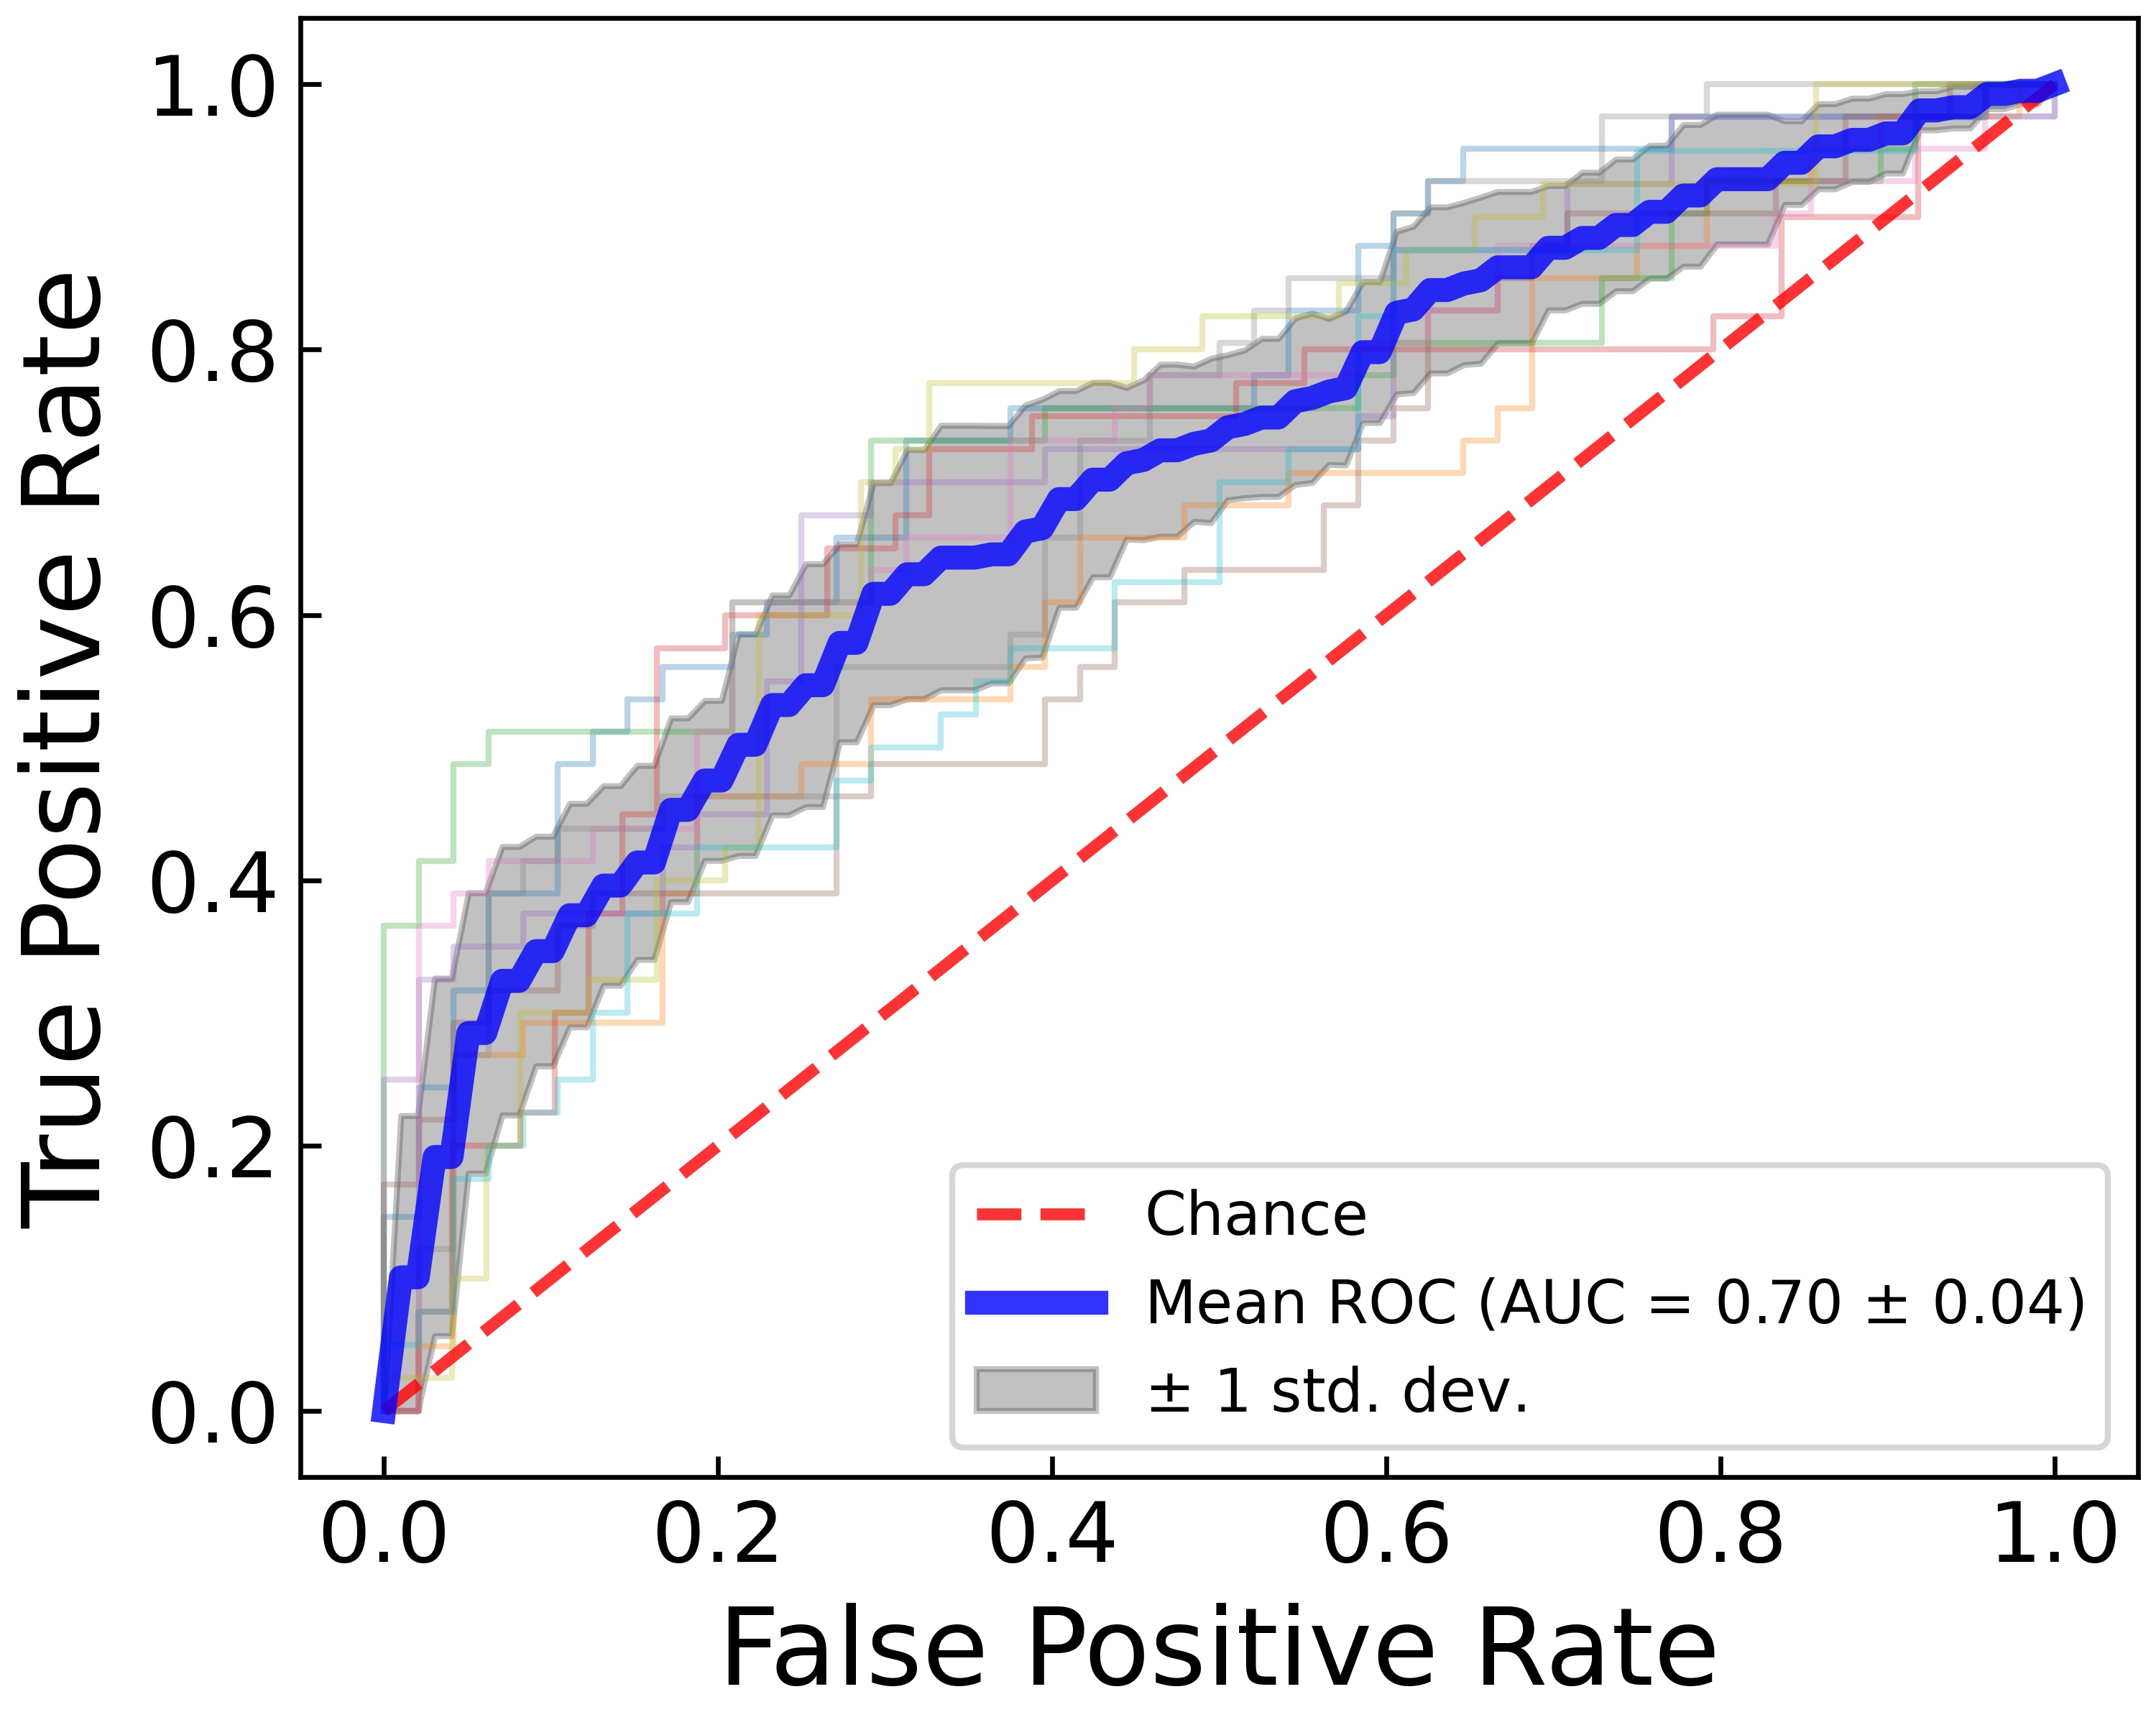 True Positive Rate
1.0
0.8
0.6
0.4
0.2
0.0
Chance
Mean ROC (AUC = 0.70 ± 0.04)
± 1 std. dev.
0.0 0.2 0.4 0.6 0.8 1.0
False Positive Rate